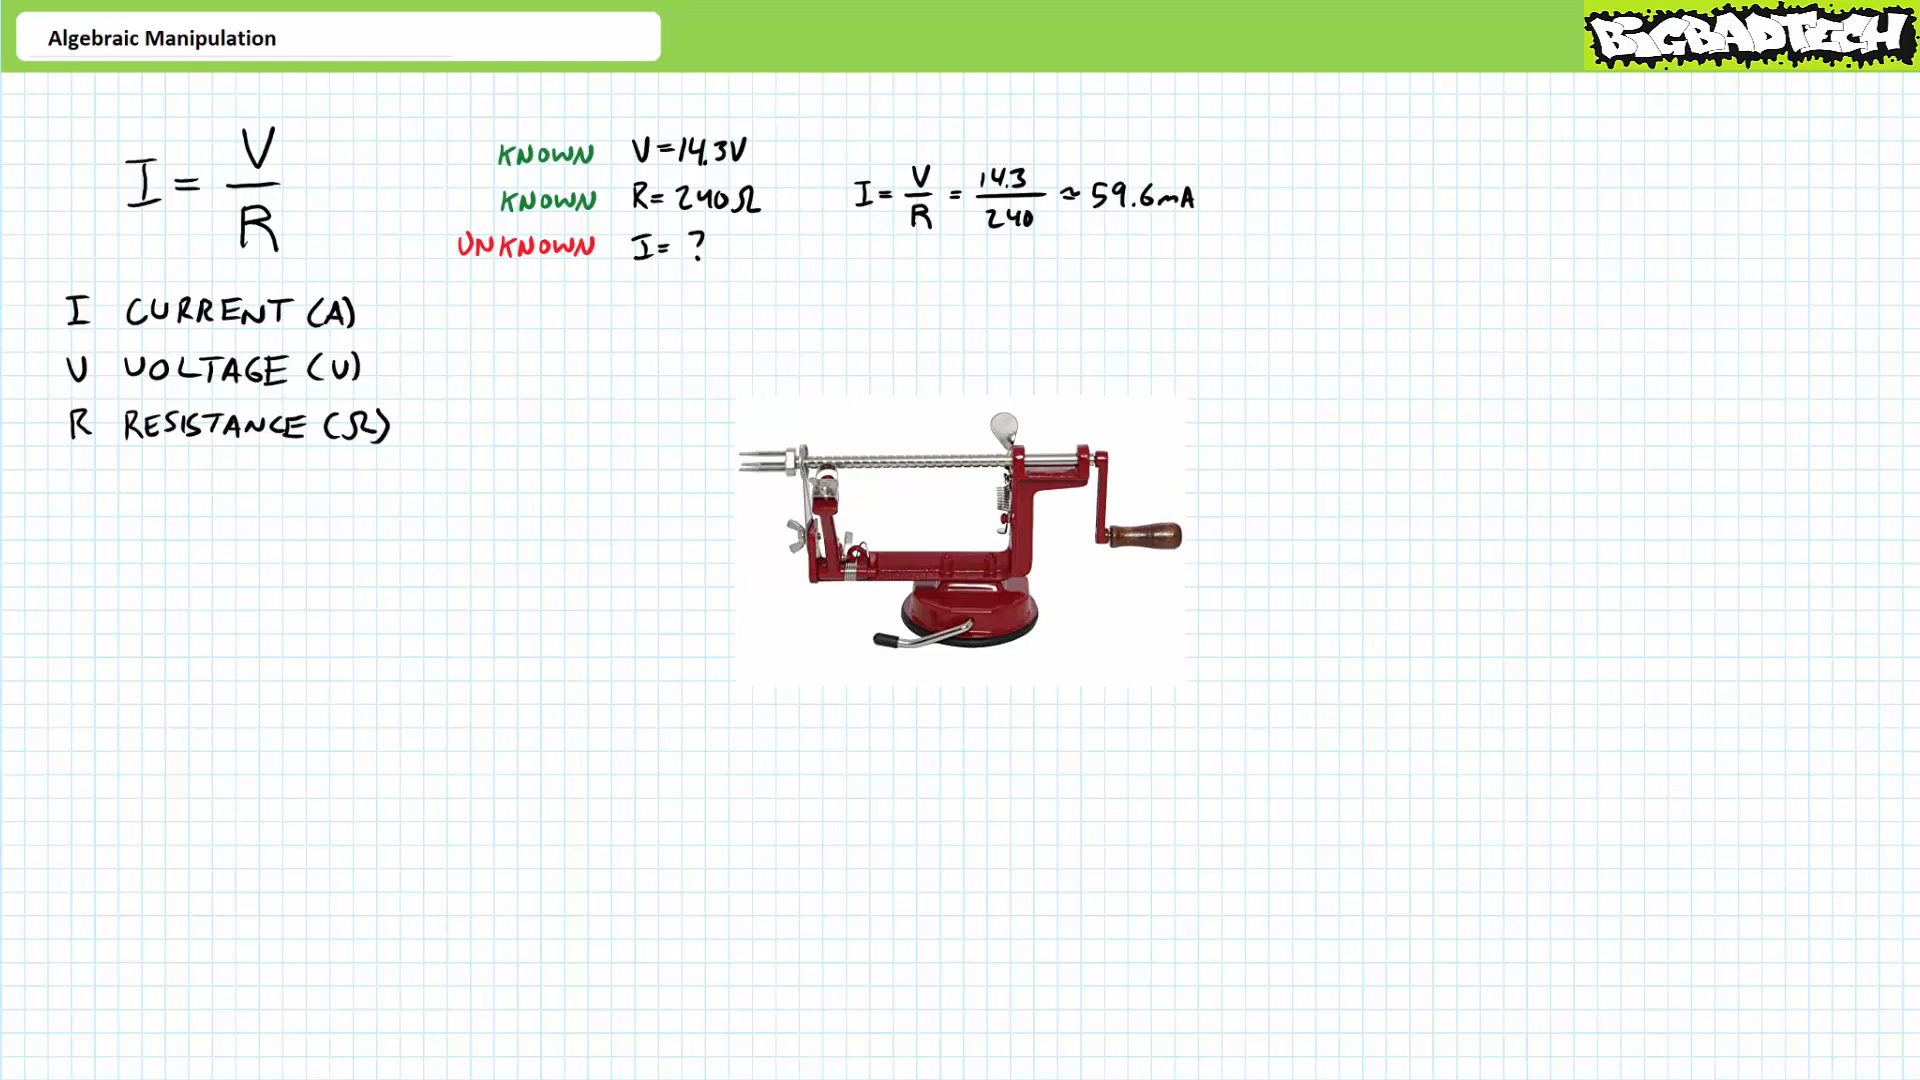 Algebraic Manipulation
BIGBADTECH
I = V/R
KNOWN V=14.3V
KNOWN R=240Ω
UNKNOWN I= ?
I = V/R = 14.3/240 ≈ 59.6mA
I CURRENT (A)
V VOLTAGE (V)
R RESISTANCE (Ω)